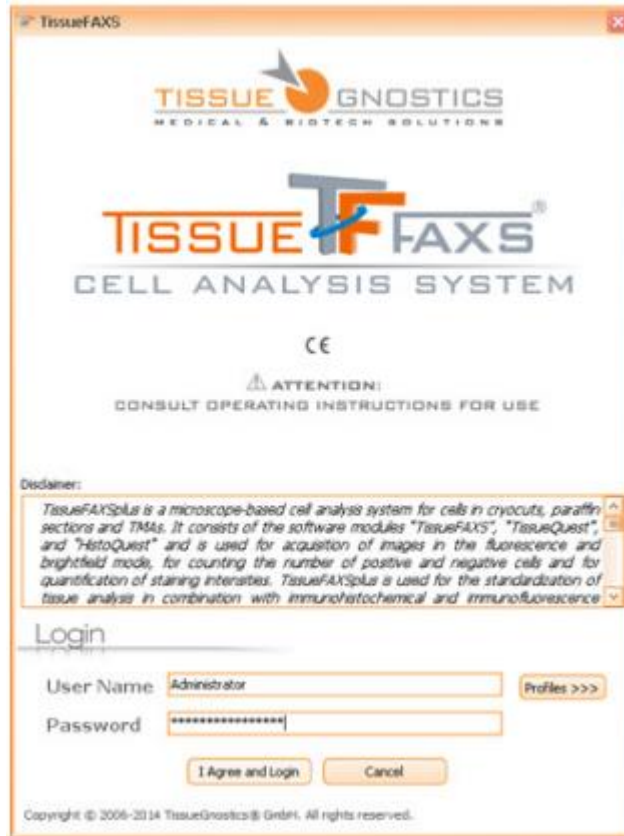 TissueFAXS
TISSUE GNOSTICS
MEDICAL & BIOTECH SOLUTIONS
TISSUE TF FAXS®
CELL ANALYSIS SYSTEM
CE
ATTENTION:
CONSULT OPERATING INSTRUCTIONS FOR USE
Disclaimer:
TissueFAXSplus is a microscope-based cell analysis system for cells in cryocuts, paraffin
sections and TMAs. It consists of the software modules "TissueFAXS", "TissueQuest",
and "HistoQuest" and is used for acquisition of images in the fluorescence and
brightfield mode, for counting the number of positive and negative cells and for
quantification of staining intensities. TissueFAXSplus is used for the standardization of
tissue analysis in combination with immunohistochemical and immunofluorescence
Login
User Name Administrator Profiles >>>
Password *****************
I Agree and Login Cancel
Copyright © 2006-2014 TissueGnostics® GmbH. All rights reserved.